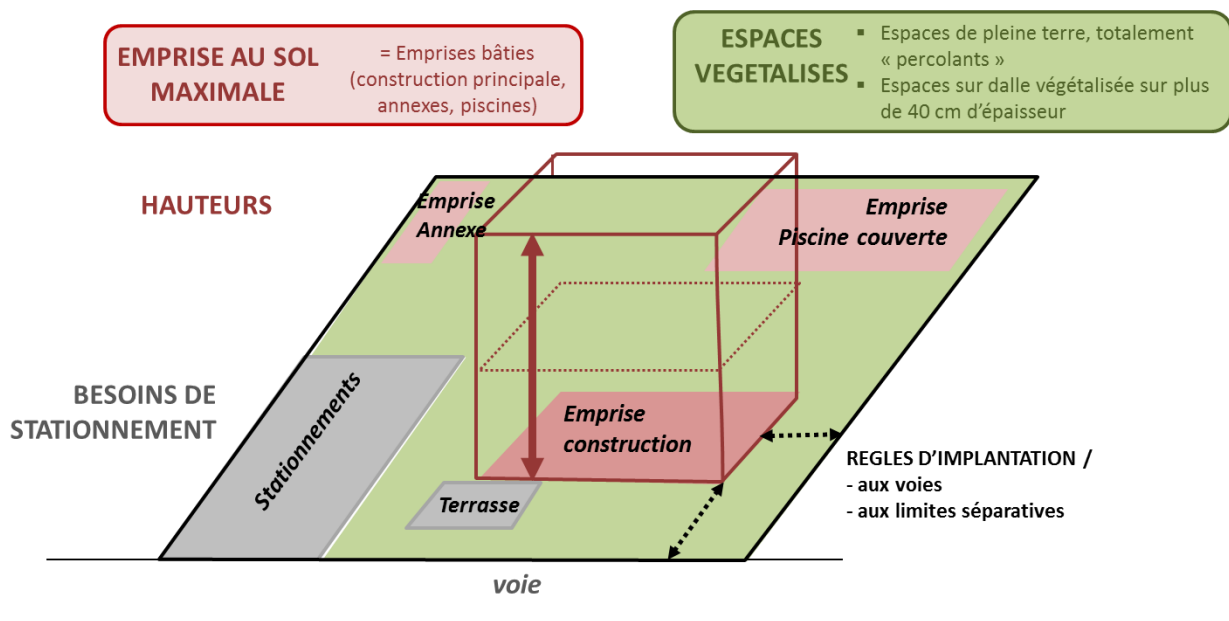 EMPRISE AU SOL
MAXIMALE
= Emprises bâties
(construction principale,
annexes, piscines)
ESPACES
VEGETALISES
▪ Espaces de pleine terre, totalement
« percolants »
▪ Espaces sur dalle végétalisée sur plus
de 40 cm d’épaisseur
HAUTEURS
Emprise
Annexe
Emprise
Piscine couverte
BESOINS DE
STATIONNEMENT
Stationnements
Emprise
construction
Terrasse
REGLES D’IMPLANTATION /
- aux voies
- aux limites séparatives
voie